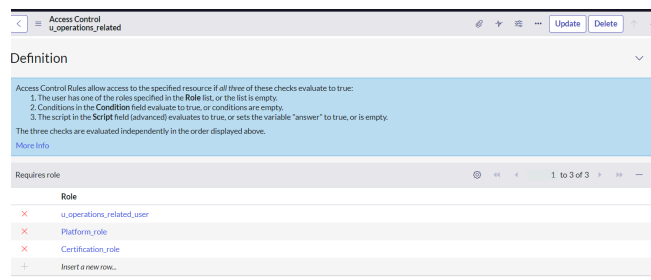 Access Control
u_operations_related
Update
Delete
Definition
Access Control Rules allow access to the specified resource if all three of these checks evaluate to true:
1. The user has one of the roles specified in the Role list, or the list is empty.
2. Conditions in the Condition field evaluate to true, or conditions are empty.
3. The script in the Script field (advanced) evaluates to true, or sets the variable "answer" to true, or is empty.
The three checks are evaluated independently in the order displayed above.
More Info
Requires role
1 to 3 of 3
Role
u_operations_related_user
Platform_role
Certification_role
Insert a new row...